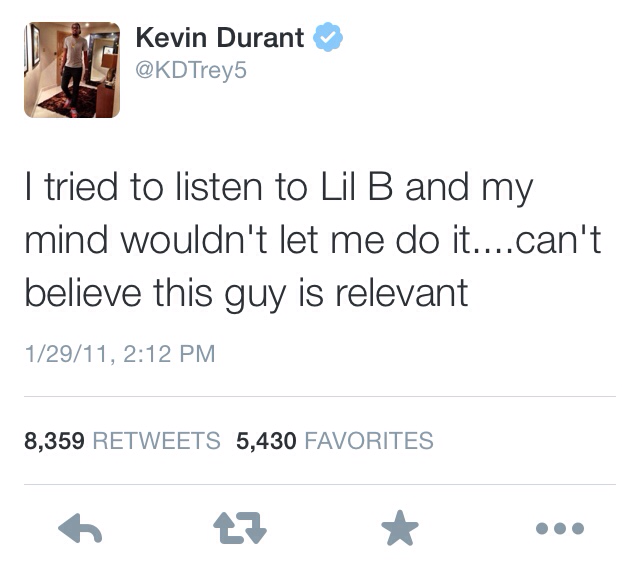 Kevin Durant
@KDTrey5
I tried to listen to Lil B and my
mind wouldn't let me do it....can't
believe this guy is relevant
1/29/11, 2:12 PM
8,359 RETWEETS 5,430 FAVORITES